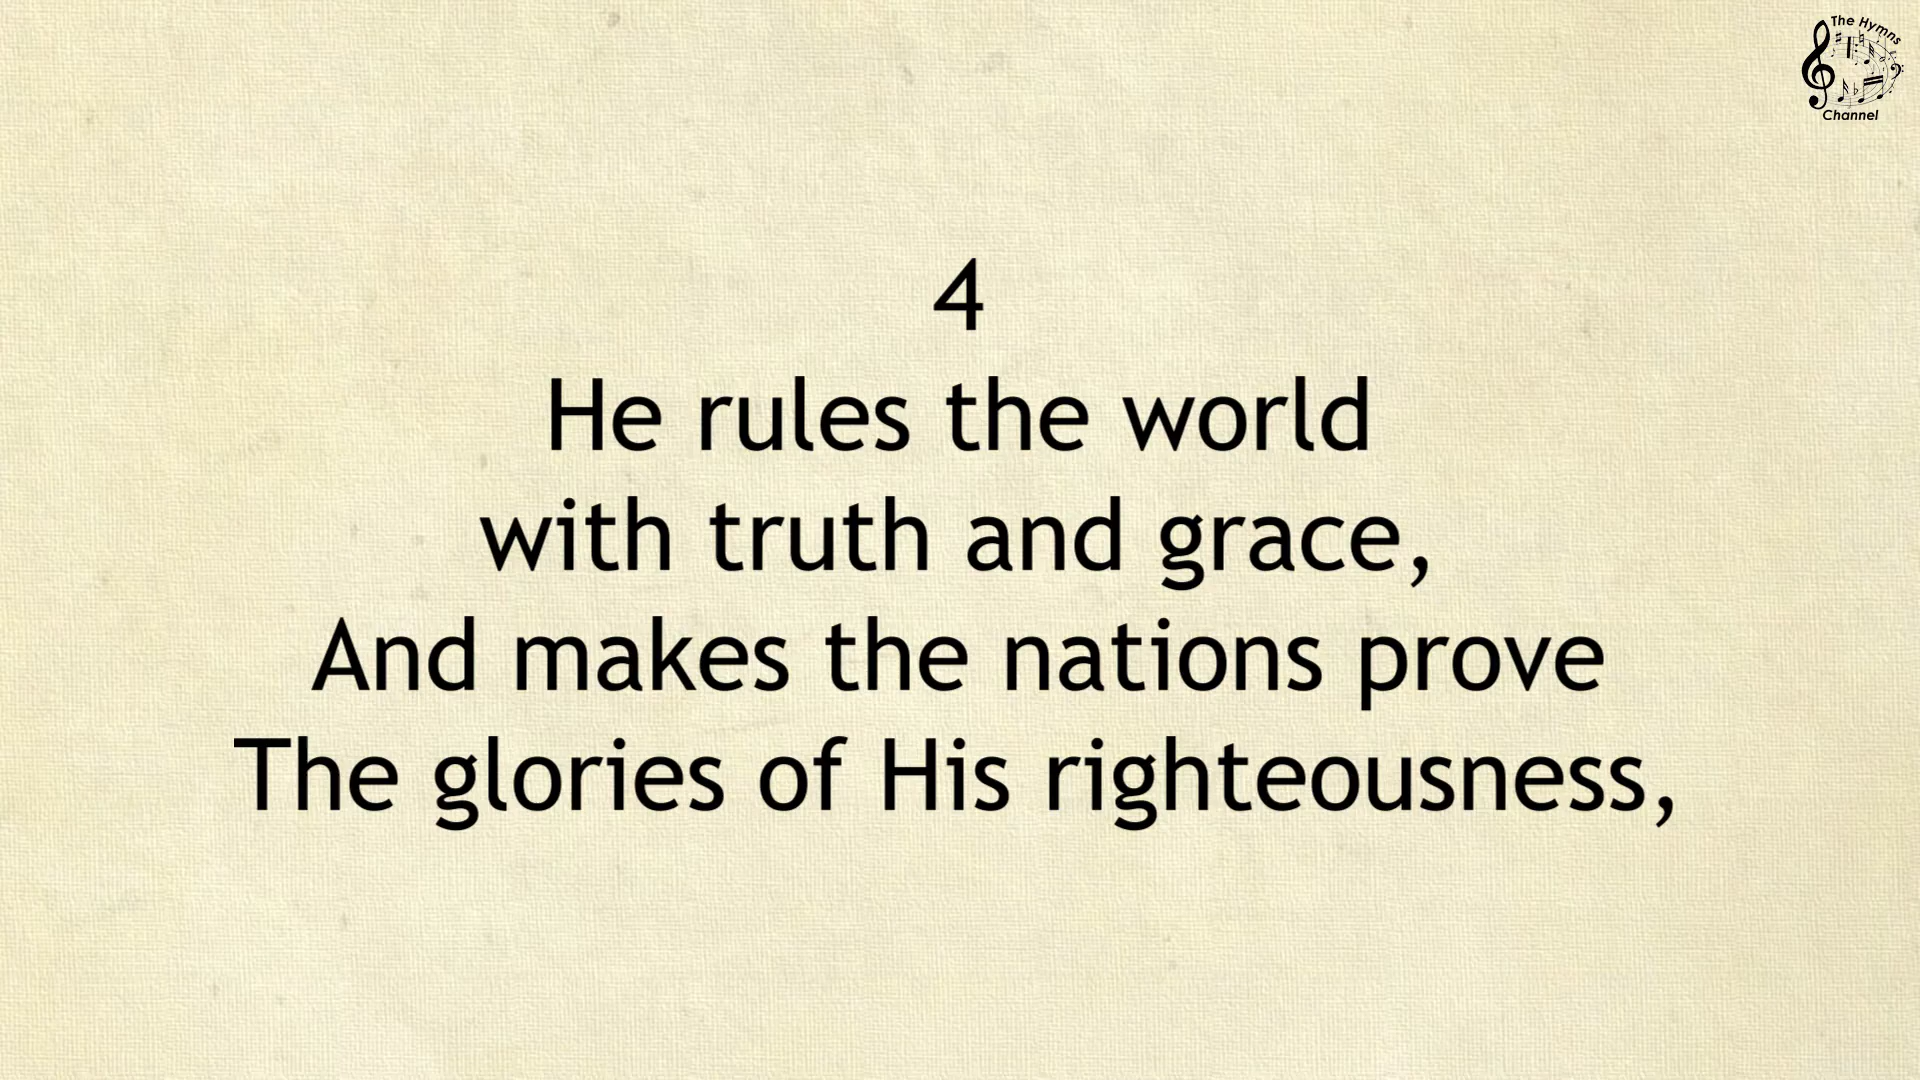 The Hymns
Channel
4
He rules the world
with truth and grace,
And makes the nations prove
The glories of His righteousness,